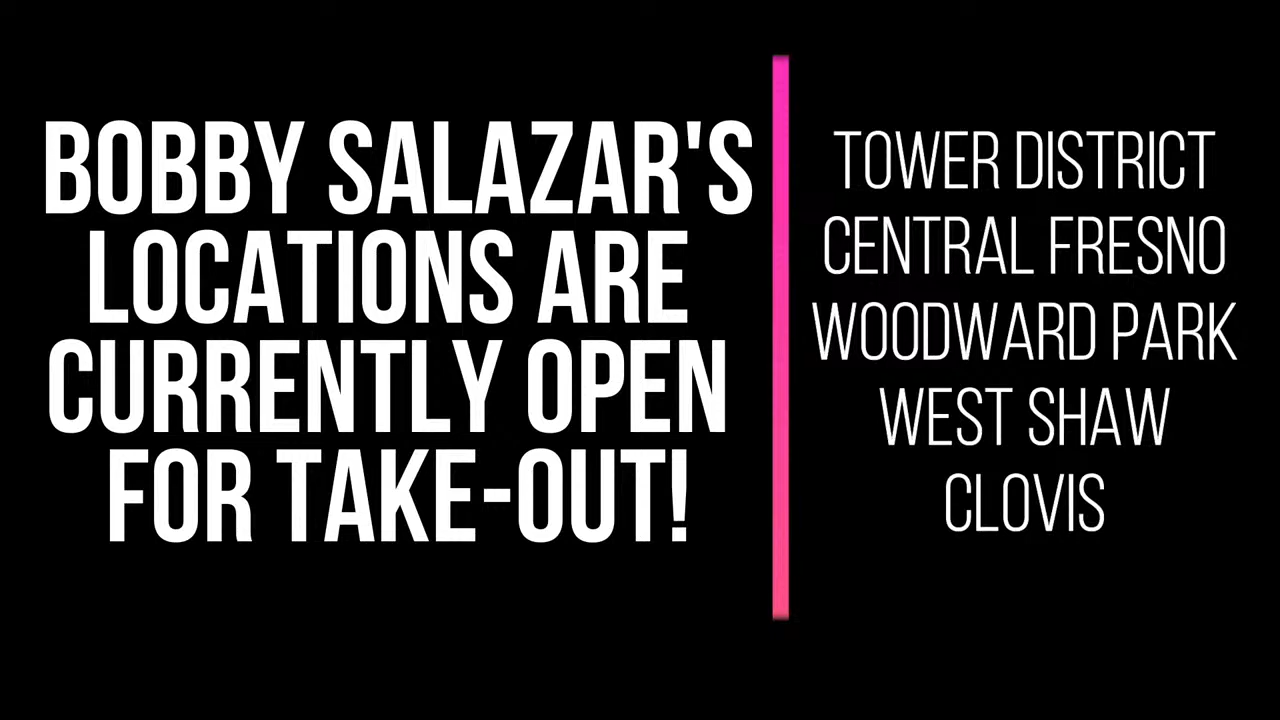 BOBBY SALAZAR'S
LOCATIONS ARE
CURRENTLY OPEN
FOR TAKE-OUT!
TOWER DISTRICT
CENTRAL FRESNO
WOODWARD PARK
WEST SHAW
CLOVIS